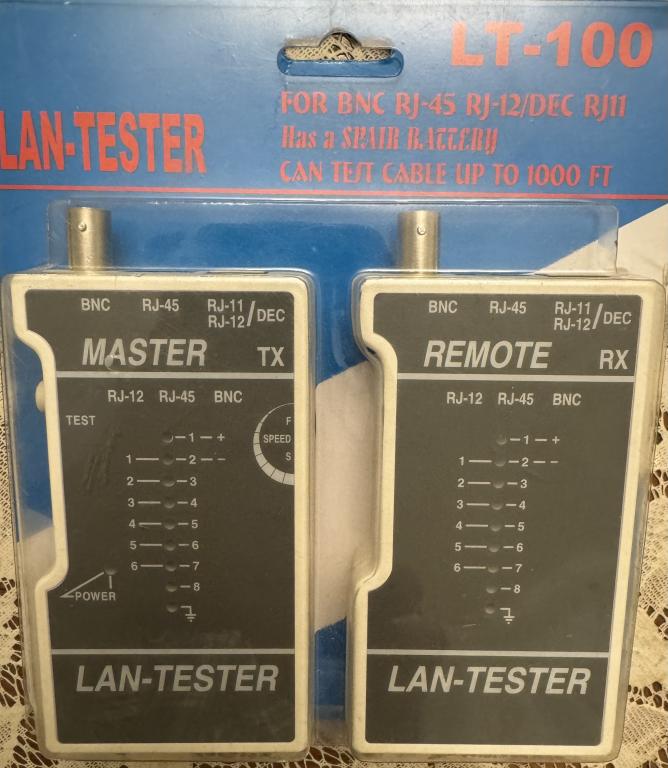 LT-100
LAN-TESTER
FOR BNC RJ-45 RJ-12/DEC RJ11
Has a SPAIR BATTERY
CAN TEST CABLE UP TO 1000 FT
BNC RJ-45 RJ-11 RJ-12/DEC
MASTER TX
RJ-12 RJ-45 BNC
TEST
F
SPEED
S
1 +
1 2 -
2 3
3 4
4 5
5 6
6 7
8
POWER
LAN-TESTER
BNC RJ-45 RJ-11 RJ-12/DEC
REMOTE RX
RJ-12 RJ-45 BNC
1 +
1 2 -
2 3
3 4
4 5
5 6
6 7
8
LAN-TESTER